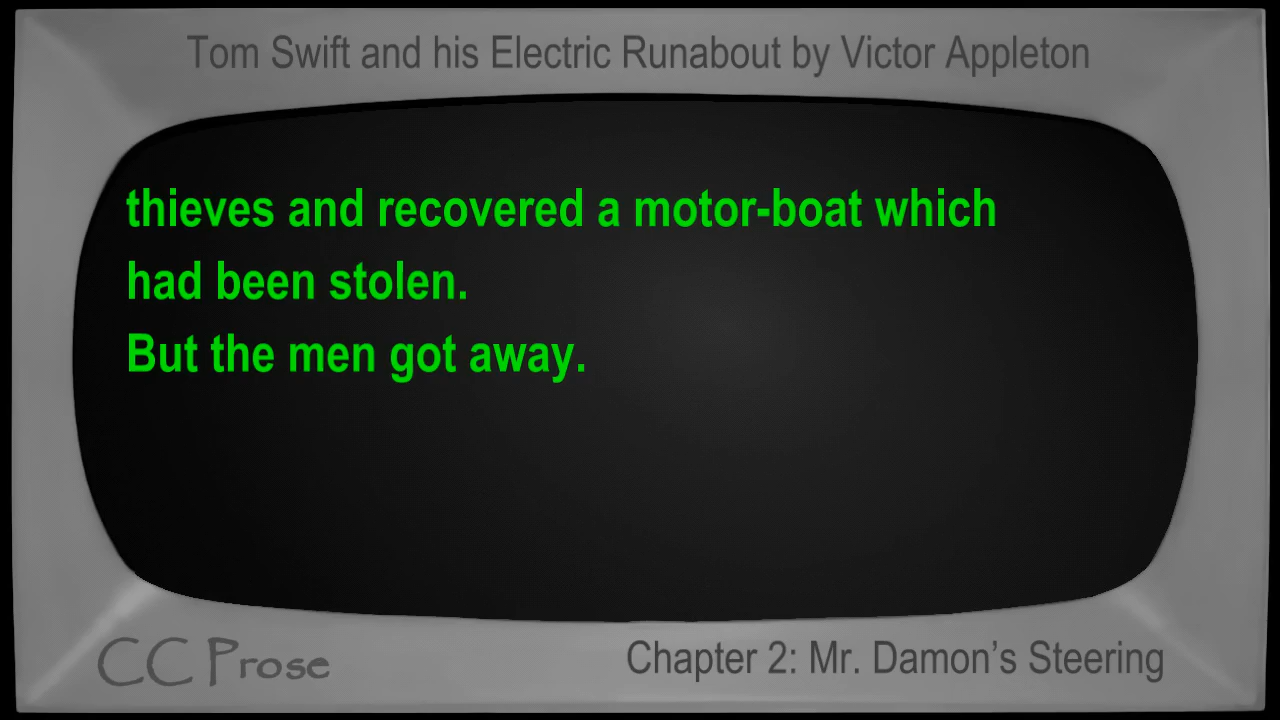 Tom Swift and his Electric Runabout by Victor Appleton
thieves and recovered a motor-boat which
had been stolen.
But the men got away.
CC Prose
Chapter 2: Mr. Damon’s Steering